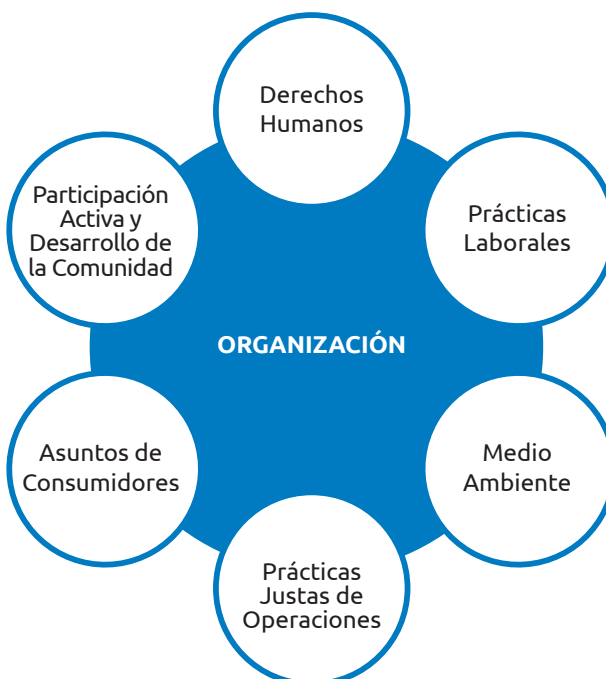 Derechos
Humanos
Participación
Activa y
Desarrollo de
la Comunidad
Prácticas
Laborales
ORGANIZACIÓN
Asuntos de
Consumidores
Medio
Ambiente
Prácticas
Justas de
Operaciones